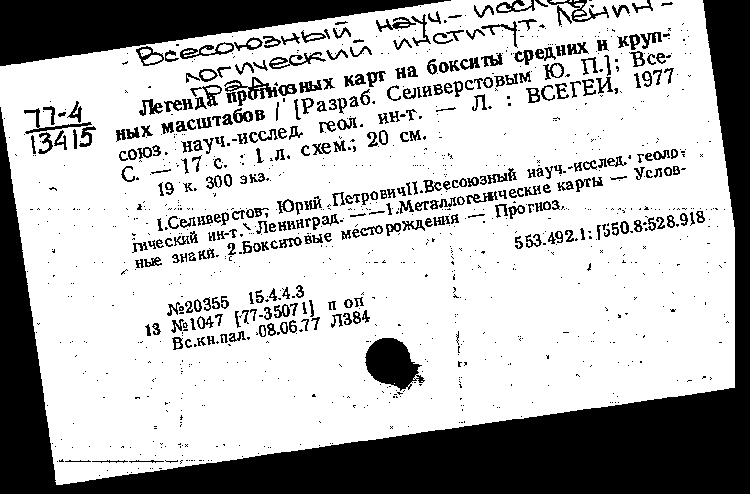 Всесоюзный науч.- исслед
логический институт. Ленин-
град.
77-4
13415
Легенда прогнозных карт на бокситы средних и круп-
ных масштабов / [Разраб. Селиверстовым Ю. П.]; Все-
союз. науч.-исслед. геол. ин-т. — Л. : ВСЕГЕИ, 1977
С. — 17 с. : 1 л. схем.; 20 см.
19 к. 300 экз.
I.Селиверстов, Юрий ПетровичII.Всесоюзный науч.-исслед. геоло-
гический ин-т. Ленинград. ——1.Металлогенические карты — Услов-
ные знаки. 2.Бокситовые месторождения — Прогноз.
553.492.1:[550.8:528.918
№20355 15.4.4.3
13 №1047 [77-35071] п оп
Вс.кн.пал. 08.06.77 Л384